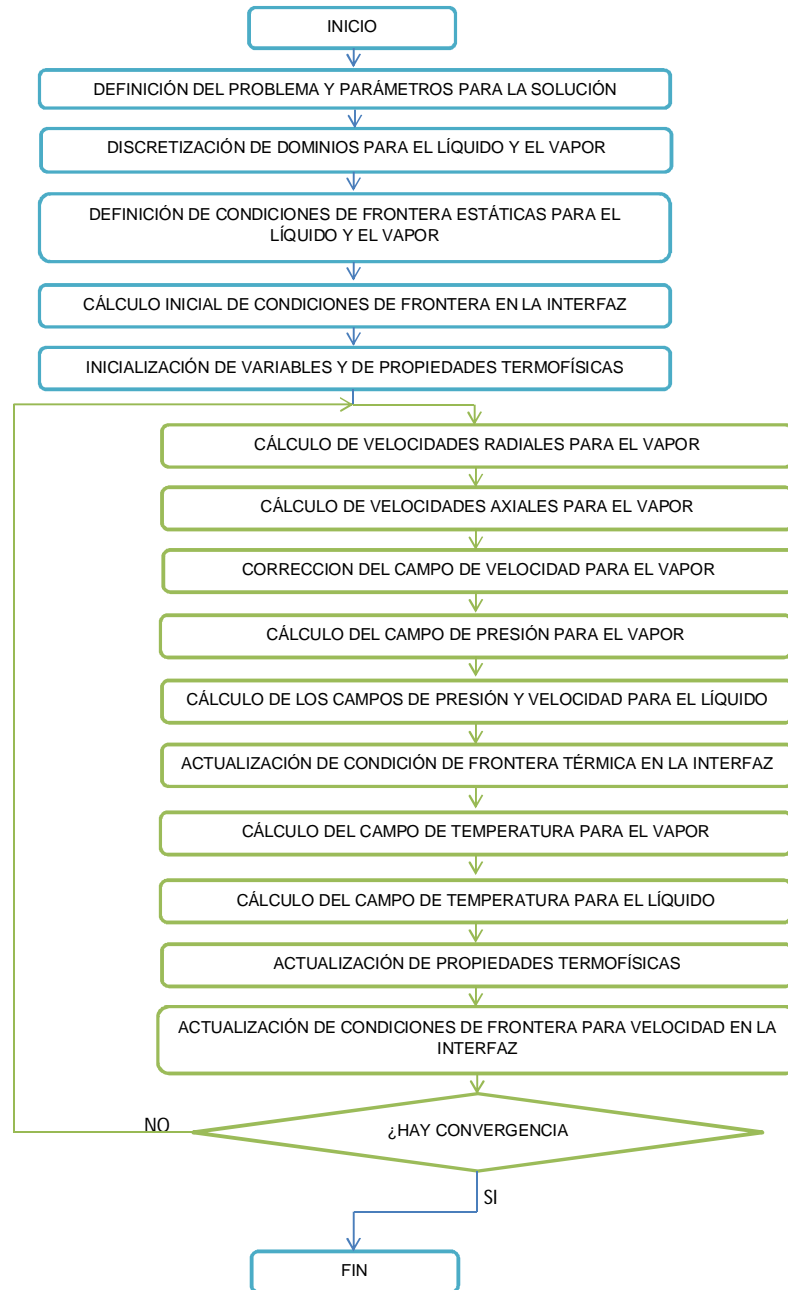 INICIO
DEFINICIÓN DEL PROBLEMA Y PARÁMETROS PARA LA SOLUCIÓN
DISCRETIZACIÓN DE DOMINIOS PARA EL LÍQUIDO Y EL VAPOR
DEFINICIÓN DE CONDICIONES DE FRONTERA ESTÁTICAS PARA EL
LÍQUIDO Y EL VAPOR
CÁLCULO INICIAL DE CONDICIONES DE FRONTERA EN LA INTERFAZ
INICIALIZACIÓN DE VARIABLES Y DE PROPIEDADES TERMOFÍSICAS
CÁLCULO DE VELOCIDADES RADIALES PARA EL VAPOR
CÁLCULO DE VELOCIDADES AXIALES PARA EL VAPOR
CORRECCION DEL CAMPO DE VELOCIDAD PARA EL VAPOR
CÁLCULO DEL CAMPO DE PRESIÓN PARA EL VAPOR
CÁLCULO DE LOS CAMPOS DE PRESIÓN Y VELOCIDAD PARA EL LÍQUIDO
ACTUALIZACIÓN DE CONDICIÓN DE FRONTERA TÉRMICA EN LA INTERFAZ
CÁLCULO DEL CAMPO DE TEMPERATURA PARA EL VAPOR
CÁLCULO DEL CAMPO DE TEMPERATURA PARA EL LÍQUIDO
ACTUALIZACIÓN DE PROPIEDADES TERMOFÍSICAS
ACTUALIZACIÓN DE CONDICIONES DE FRONTERA PARA VELOCIDAD EN LA
INTERFAZ
NO
¿HAY CONVERGENCIA
SI
FIN